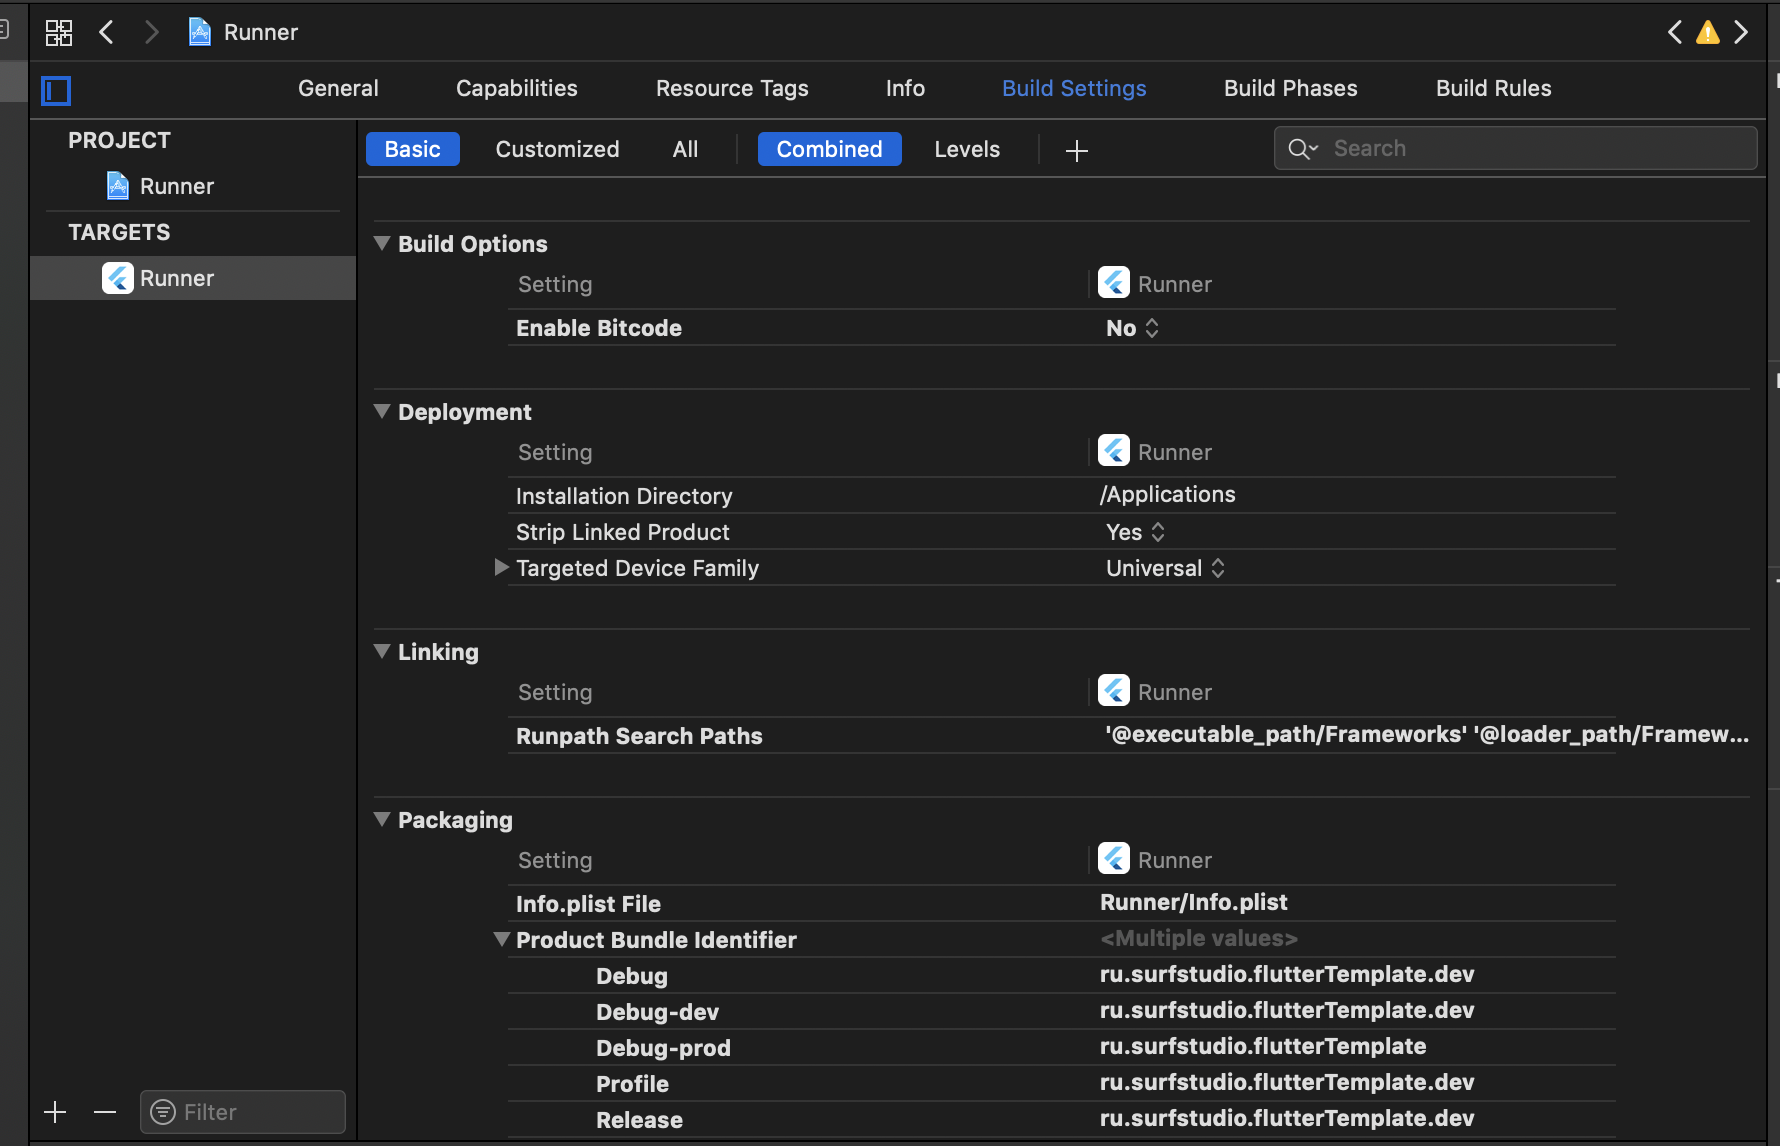 Runner
General Capabilities Resource Tags Info Build Settings Build Phases Build Rules
PROJECT
Runner
TARGETS
Runner
Basic Customized All Combined Levels Search
Build Options
Setting Runner
Enable Bitcode No
Deployment
Setting Runner
Installation Directory /Applications
Strip Linked Product Yes
Targeted Device Family Universal
Linking
Setting Runner
Runpath Search Paths '@executable_path/Frameworks' '@loader_path/Framew...
Packaging
Setting Runner
Info.plist File Runner/Info.plist
Product Bundle Identifier <Multiple values>
Debug ru.surfstudio.flutterTemplate.dev
Debug-dev ru.surfstudio.flutterTemplate.dev
Debug-prod ru.surfstudio.flutterTemplate
Profile ru.surfstudio.flutterTemplate.dev
Release ru.surfstudio.flutterTemplate.dev
Filter